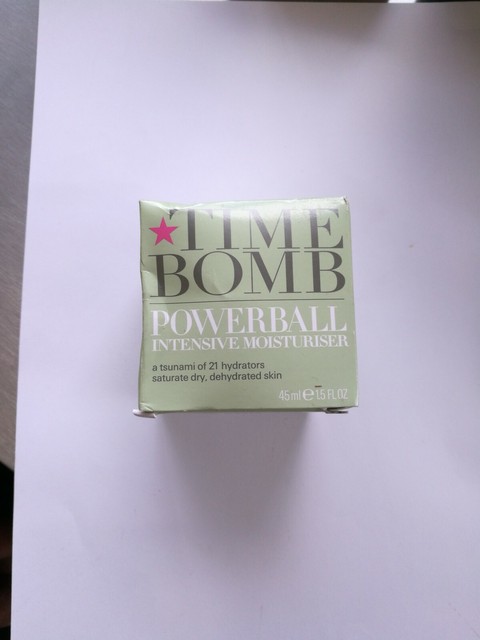 TIME
BOMB
POWERBALL
INTENSIVE MOISTURISER
a tsunami of 21 hydrators
saturate dry, dehydrated skin
45ml e 1.5 FL.OZ